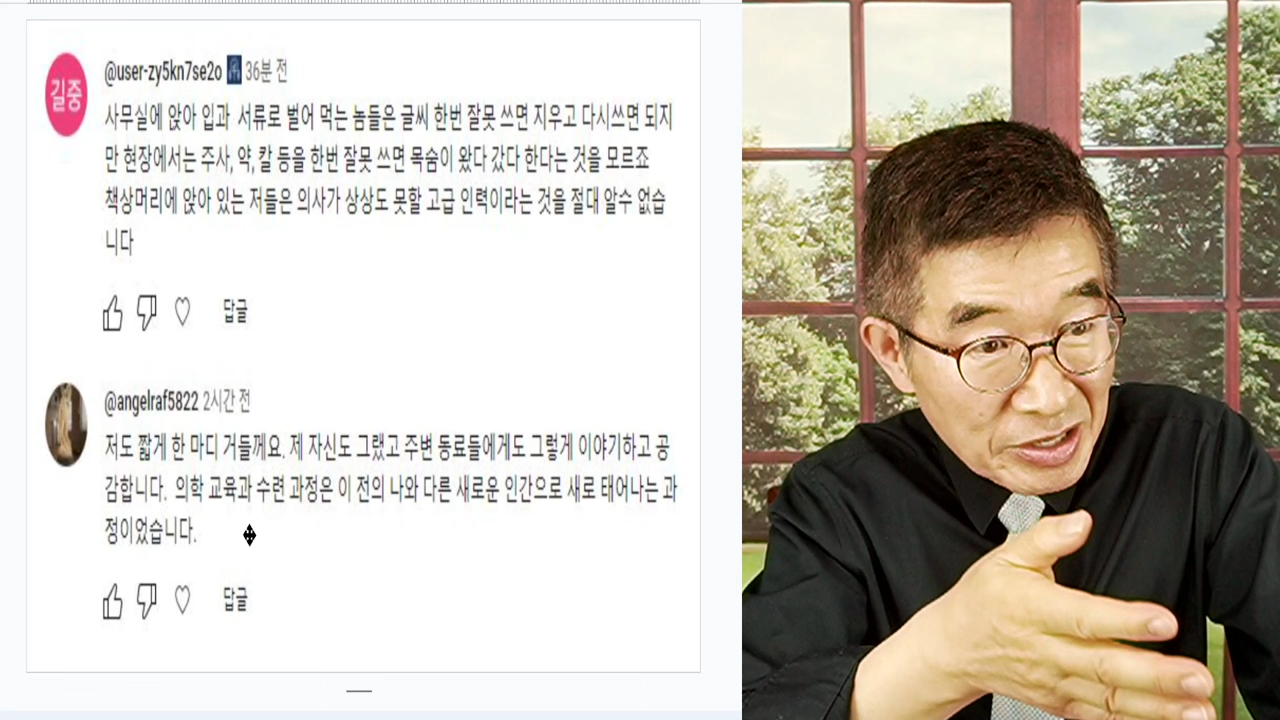 길중
@user-zy5kn7se2o 36분 전
사무실에 앉아 입과 서류로 벌어 먹는 놈들은 글씨 한번 잘못 쓰면 지우고 다시쓰면 되지
만 현장에서는 주사, 약, 칼 등을 한번 잘못 쓰면 목숨이 왔다 갔다 한다는 것을 모르죠
책상머리에 앉아 있는 저들은 의사가 상상도 못할 고급 인력이라는 것을 절대 알수 없습
니다
답글
@angelraf5822 2시간 전
저도 짧게 한 마디 거들께요. 제 자신도 그랬고 주변 동료들에게도 그렇게 이야기하고 공
감합니다. 의학 교육과 수련 과정은 이 전의 나와 다른 새로운 인간으로 새로 태어나는 과
정이었습니다.
답글